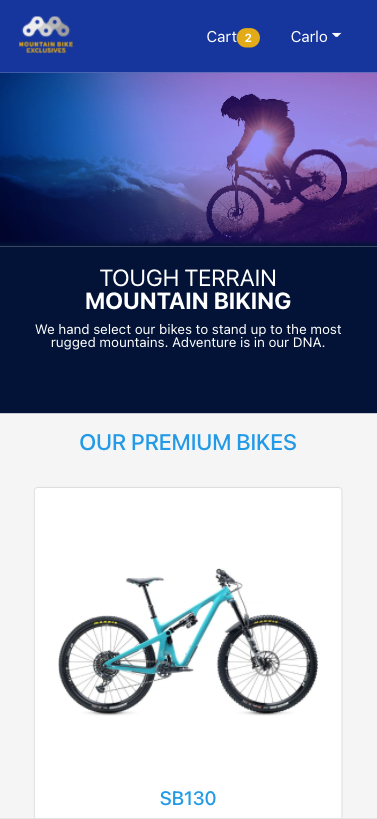 MOUNTAIN BIKE
EXCLUSIVES
Cart 2
Carlo
TOUGH TERRAIN
MOUNTAIN BIKING
We hand select our bikes to stand up to the most
rugged mountains. Adventure is in our DNA.
OUR PREMIUM BIKES
SB130